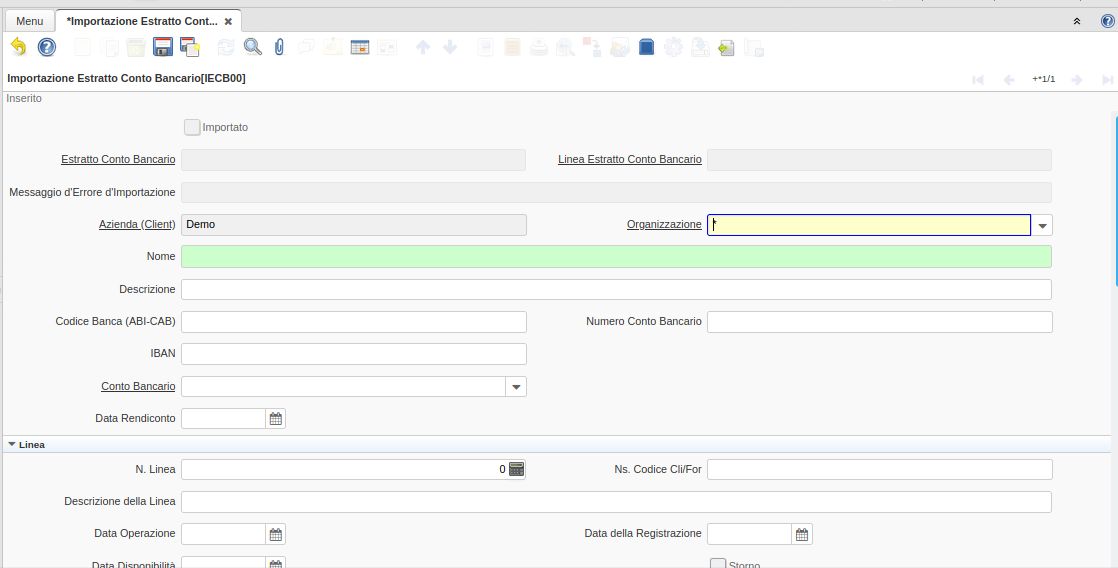 Menu *Importazione Estratto Cont...
Importazione Estratto Conto Bancario[IECB00] +*1/1
Inserito
Importato
Estratto Conto Bancario Linea Estratto Conto Bancario
Messaggio d'Errore d'Importazione
Azienda (Client) Demo Organizzazione *
Nome
Descrizione
Codice Banca (ABI-CAB) Numero Conto Bancario
IBAN
Conto Bancario
Data Rendiconto
Linea
N. Linea 0 Ns. Codice Cli/For
Descrizione della Linea
Data Operazione Data della Registrazione
Data Disponibilità Storno